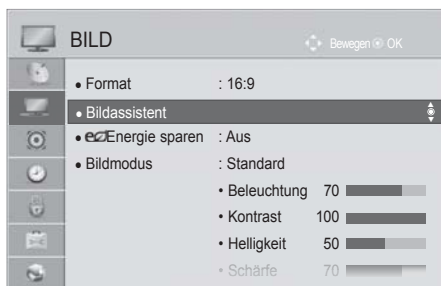 BILD Bewegen OK
• Format : 16:9
• Bildassistent
• eco Energie sparen : Aus
• Bildmodus : Standard
• Beleuchtung 70
• Kontrast 100
• Helligkeit 50
• Schärfe 70